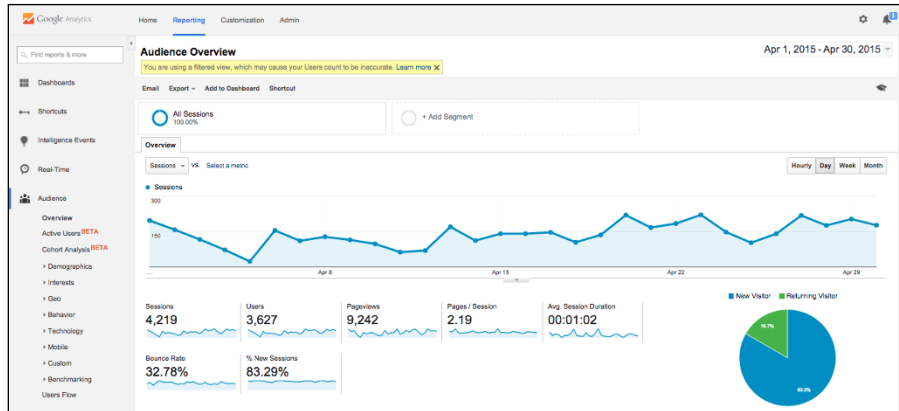 Google Analytics
Home Reporting Customization Admin
1
Find reports & more
Audience Overview
Apr 1, 2015 - Apr 30, 2015
You are using a filtered view, which may cause your Users count to be inaccurate. Learn more X
Email Export Add to Dashboard Shortcut
All Sessions
100.00%
+ Add Segment
Overview
Sessions VS. Select a metric
Hourly Day Week Month
Sessions
300
150
... Apr 8 Apr 15 Apr 22 Apr 29
Dashboards
Shortcuts
Intelligence Events
Real-Time
Audience
Overview
Active Users BETA
Cohort Analysis BETA
Demographics
Interests
Geo
Behavior
Technology
Mobile
Custom
Benchmarking
Users Flow
Sessions
4,219
Users
3,627
Pageviews
9,242
Pages / Session
2.19
Avg. Session Duration
00:01:02
Bounce Rate
32.78%
% New Sessions
83.29%
New Visitor Returning Visitor
16.7%
83.3%